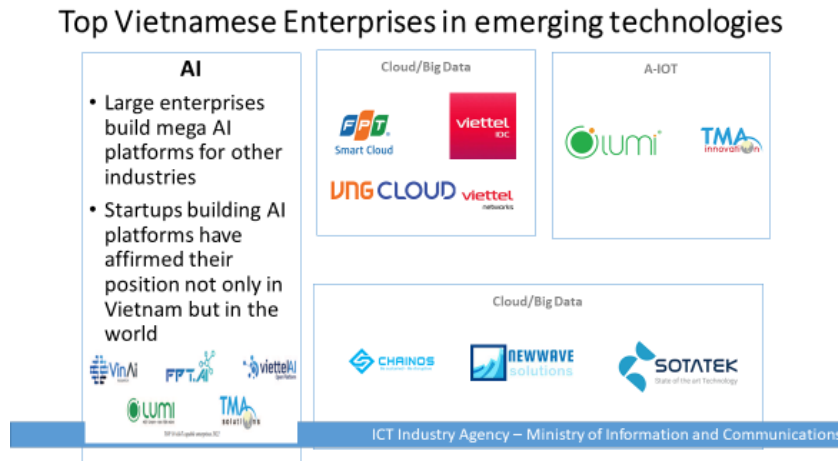 Top Vietnamese Enterprises in emerging technologies
AI
• Large enterprises
build mega AI
platforms for other
industries
• Startups building AI
platforms have
affirmed their
position not only in
Vietnam but in the
world
VinAi
FPT.AI
viettelAI
LUMI
TMA
solutions
Cloud/Big Data
FPT.
Smart Cloud
viettel
IDC
VNG CLOUD
viettel
networks
A-IOT
LUMI
TMA
innovation
Cloud/Big Data
CHAINOS
NEWWAVE
solutions
SOTATEK
State of the art Technology
ICT Industry Agency – Ministry of Information and Communications